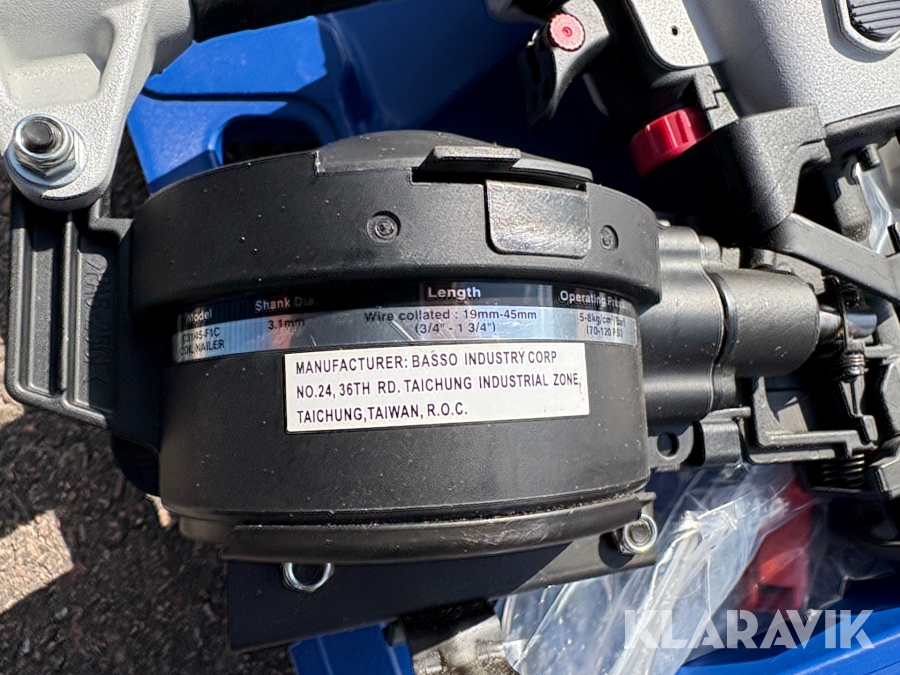 Model
Shank Dia.
Length
Operating
3.1mm
Wire collated : 19mm-45mm
(3/4" - 1 3/4")
5-8kg/cm²
(70-120 PSI)
COIL NAILER
MANUFACTURER: BASSO INDUSTRY CORP
NO.24, 36TH RD. TAICHUNG INDUSTRIAL ZONE,
TAICHUNG,TAIWAN, R.O.C.
KLARAVIK